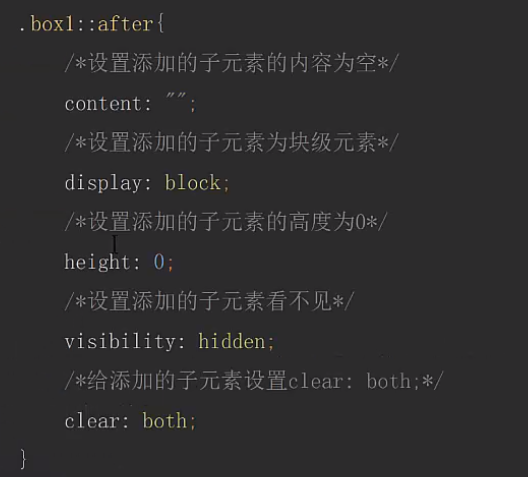 .box1::after{
/*设置添加的子元素的内容为空*/
content: "";
/*设置添加的子元素为块级元素*/
display: block;
/*设置添加的子元素的高度为0*/
height: 0;
/*设置添加的子元素看不见*/
visibility: hidden;
/*给添加的子元素设置clear: both;*/
clear: both;
}